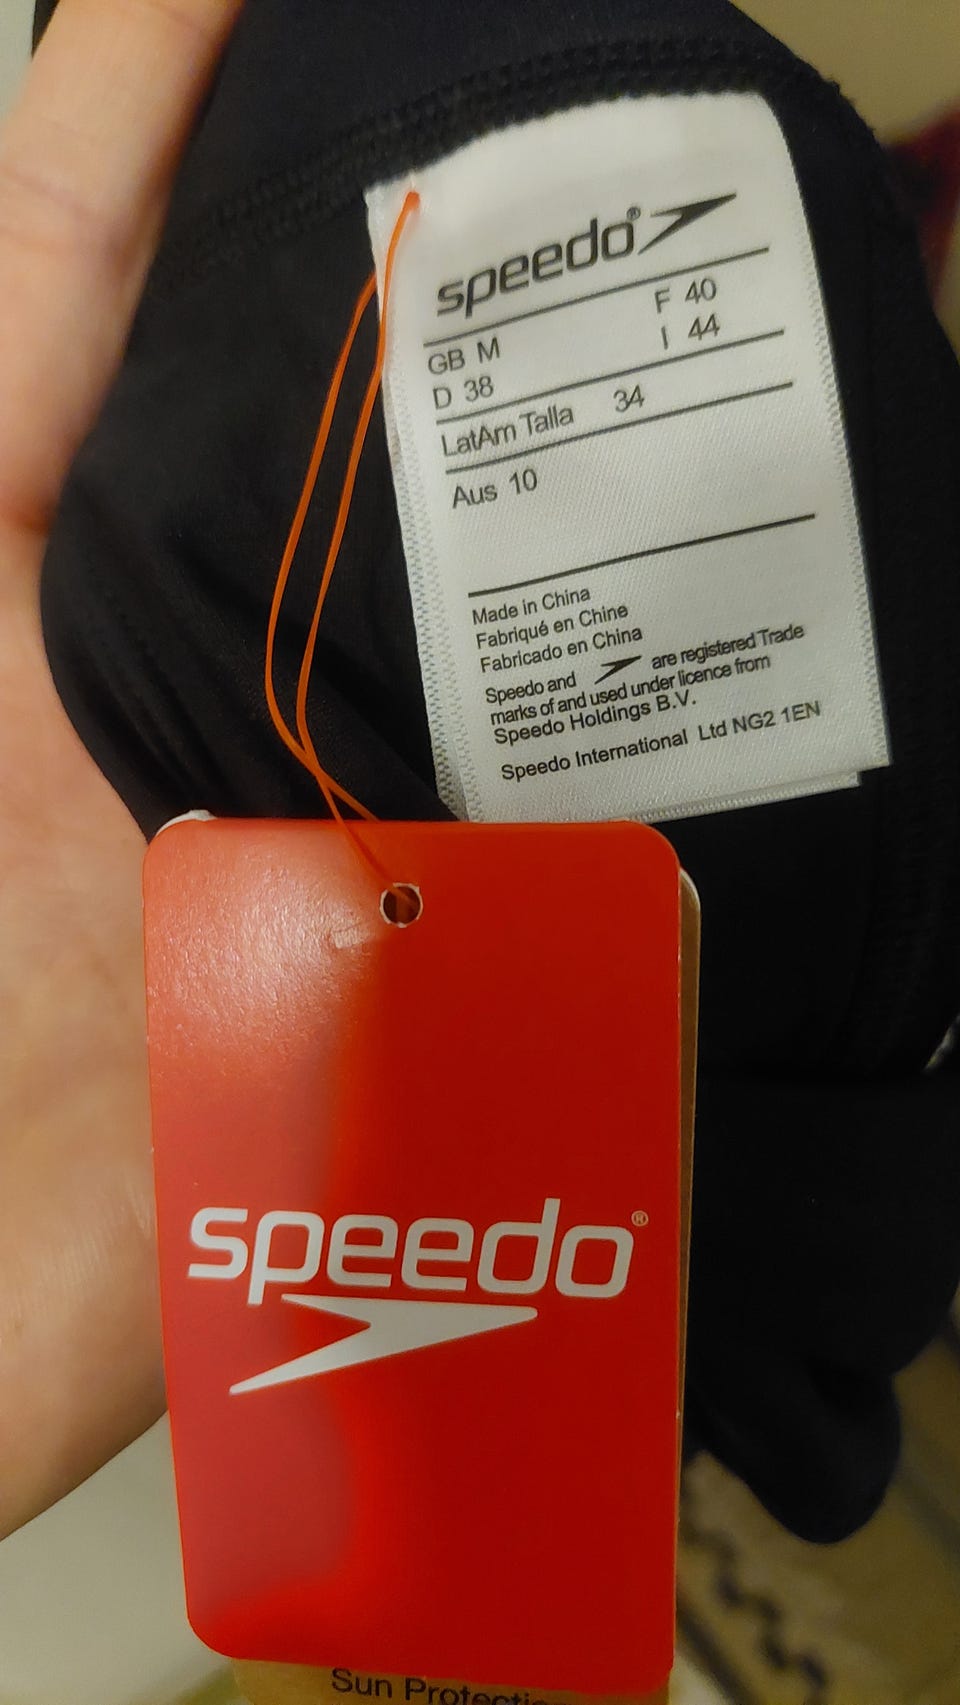 speedo®
GB M F 40
D 38 I 44
LatAm Talla 34
Aus 10
Made in China
Fabriqué en Chine
Fabricado en China
Speedo and are registered Trade
marks of and used under licence from
Speedo Holdings B.V.
Speedo International Ltd NG2 1EN
speedo®
Sun Protection